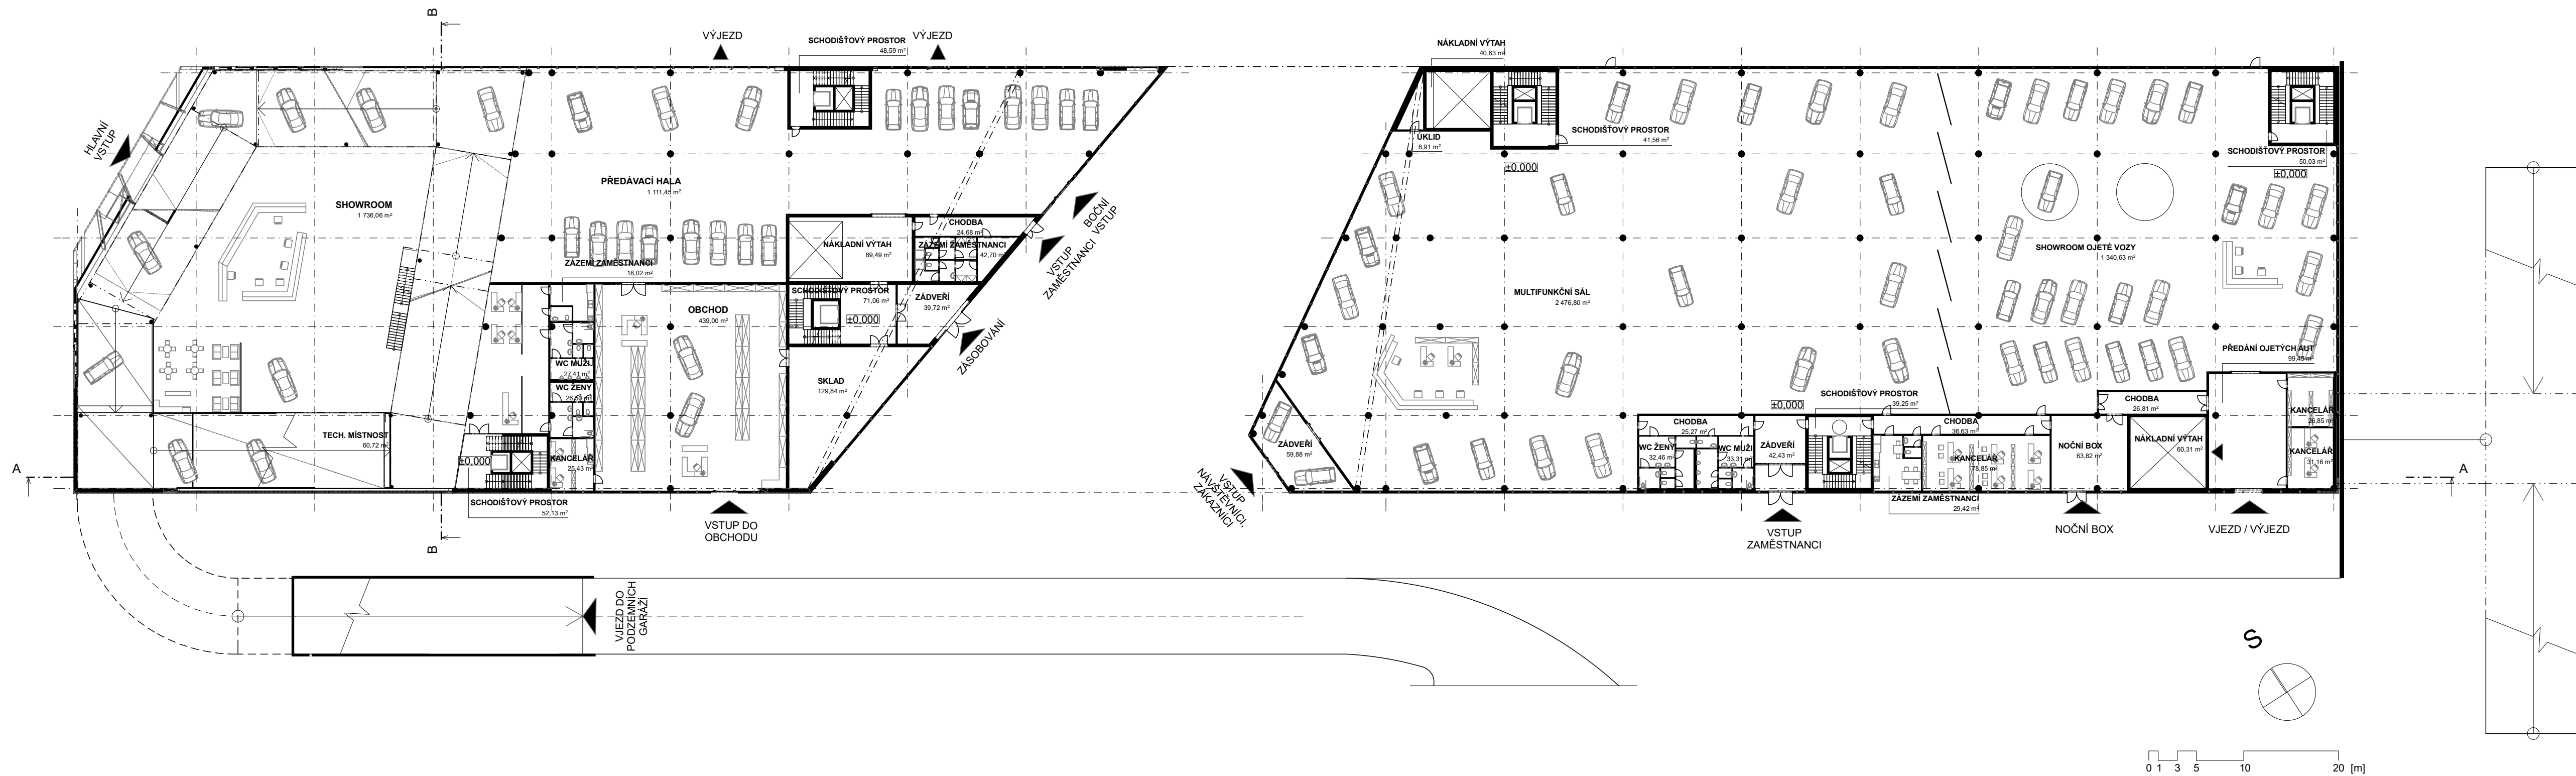 B
VÝJEZD
SCHODIŠŤOVÝ PROSTOR
48,59 m²
VÝJEZD
HLAVNÍ
VSTUP
SHOWROOM
1 736,06 m²
PŘEDÁVACÍ HALA
1 111,45 m²
BOČNÍ
VSTUP
CHODBA
24,68 m²
NÁKLADNÍ VÝTAH
89,49 m²
ZÁZEMÍ ZAMĚSTNANCI
42,70 m²
VSTUP
ZAMĚSTNANCI
ZÁZEMÍ ZAMĚSTNANCI
18,02 m²
SCHODIŠŤOVÝ PROSTOR
71,06 m²
ZÁDVEŘÍ
39,72 m²
OBCHOD
439,00 m²
±0,000
ZÁSOBOVÁNÍ
WC MUŽI
27,41 m²
WC ŽENY
SKLAD
129,84 m²
TECH. MÍSTNOST
60,72 m²
±0,000
KANCELÁŘ
25,43 m²
A
SCHODIŠŤOVÝ PROSTOR
52,13 m²
B
VSTUP DO
OBCHODU
VJEZD DO
PODZEMNÍCH
GARÁŽÍ
NÁKLADNÍ VÝTAH
40,63 m²
SCHODIŠŤOVÝ PROSTOR
41,56 m²
ÚKLID
8,91 m²
±0,000
SCHODIŠŤOVÝ PROSTOR
50,03 m²
±0,000
SHOWROOM OJETÉ VOZY
1 340,63 m²
MULTIFUNKČNÍ SÁL
2 476,80 m²
PŘEDÁNÍ OJETÝCH AUT
99,45 m²
SCHODIŠŤOVÝ PROSTOR
39,25 m²
±0,000
CHODBA
26,81 m²
KANCELÁŘ
26,85 m²
CHODBA
25,27 m²
CHODBA
36,63 m²
ZÁDVEŘÍ
59,88 m²
WC ŽENY
32,46 m²
WC MUŽI
33,31 m²
ZÁDVEŘÍ
42,43 m²
NOČNÍ BOX
63,82 m²
NÁKLADNÍ VÝTAH
60,31 m²
KANCELÁŘ
78,85 m²
KANCELÁŘ
31,16 m²
A
VSTUP
NÁVŠTĚVNÍCI,
ZÁKAZNÍCI
ZÁZEMÍ ZAMĚSTNANCI
29,42 m²
VSTUP
ZAMĚSTNANCI
NOČNÍ BOX
VJEZD / VÝJEZD
S
0 1 3 5 10 20 [m]